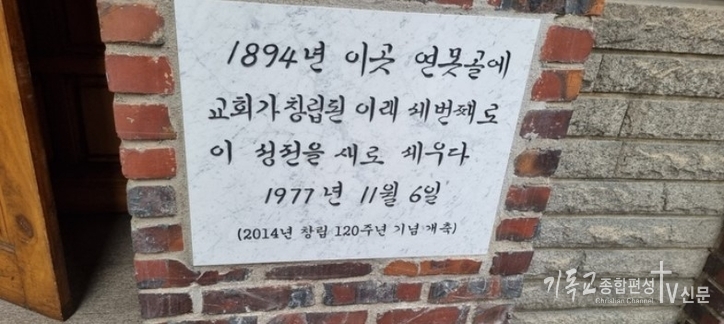 1894년 이곳 연못골에
교회가 창립된 이래 세번째로
이 성전을 새로 세우다
1977년 11월 6일
(2014년 창립 120주년 기념 개축)
기독교종합편성TV신문
Christian Channel